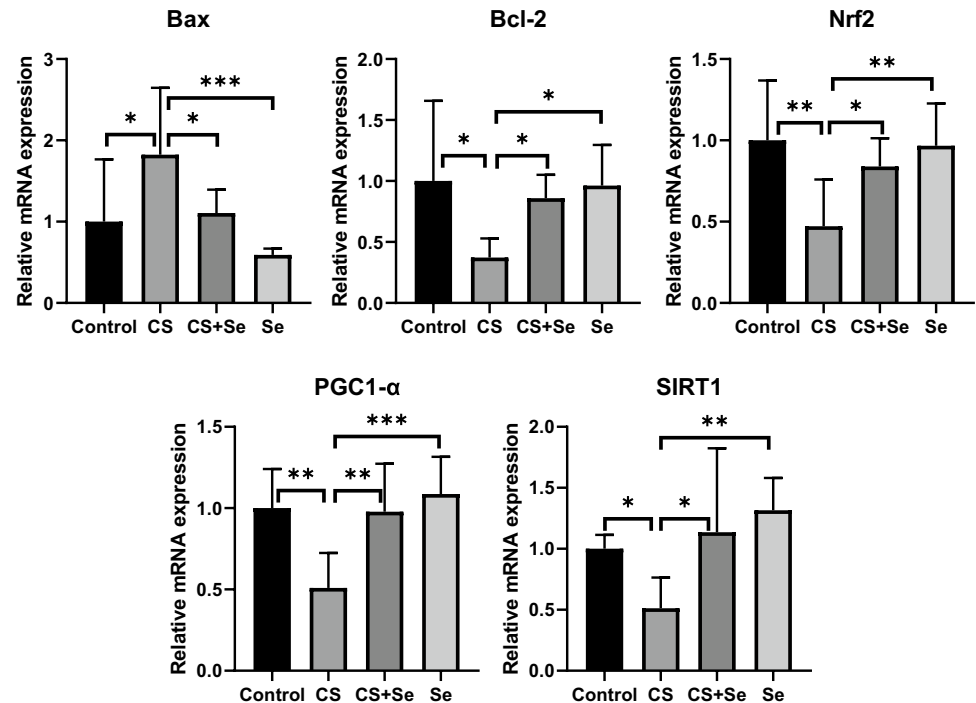 Bax
Relative mRNA expression
3
2
1
0
*
*
***
Control CS CS+Se Se
Bcl-2
Relative mRNA expression
2.0
1.5
1.0
0.5
0.0
*
*
*
Control CS CS+Se Se
Nrf2
Relative mRNA expression
1.5
1.0
0.5
0.0
**
*
**
Control CS CS+Se Se
PGC1-α
Relative mRNA expression
1.5
1.0
0.5
0.0
**
**
***
Control CS CS+Se Se
SIRT1
Relative mRNA expression
2.0
1.5
1.0
0.5
0.0
*
*
**
Control CS CS+Se Se